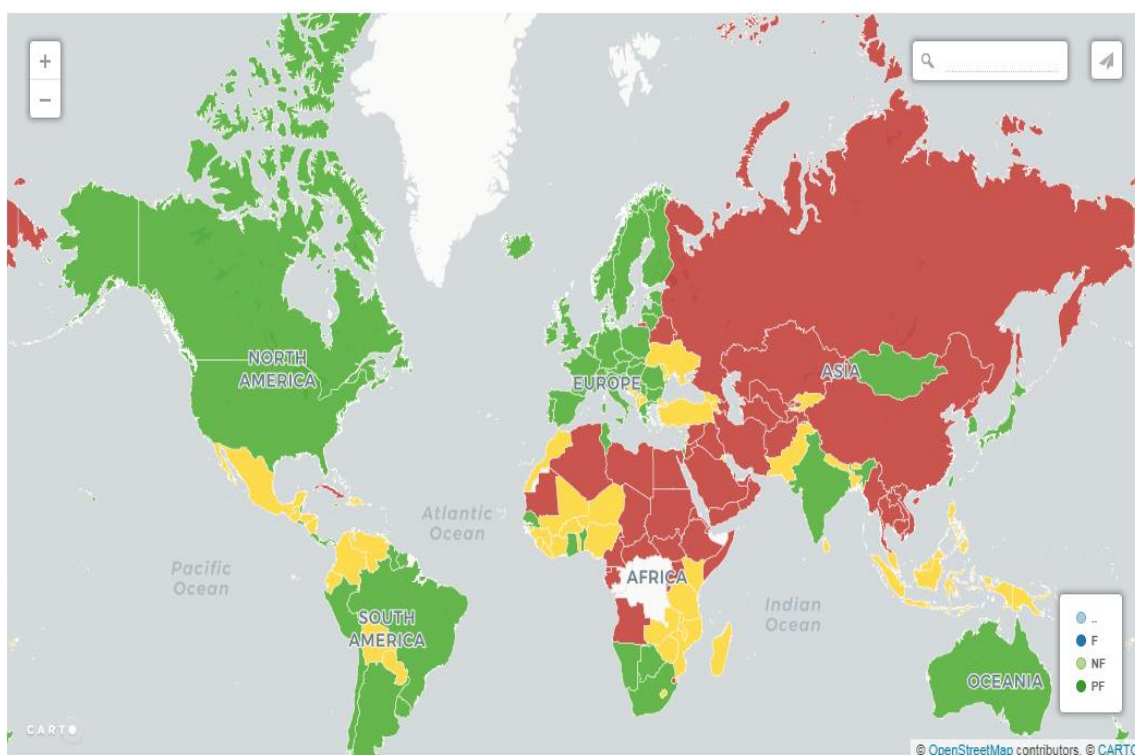 +
−
NORTH
AMERICA
EUROPE
ASIA
Atlantic
Ocean
Pacific
Ocean
AFRICA
Indian
Ocean
SOUTH
AMERICA
OCEANIA
..
F
NF
PF
CARTO
© OpenStreetMap contributors, © CARTO